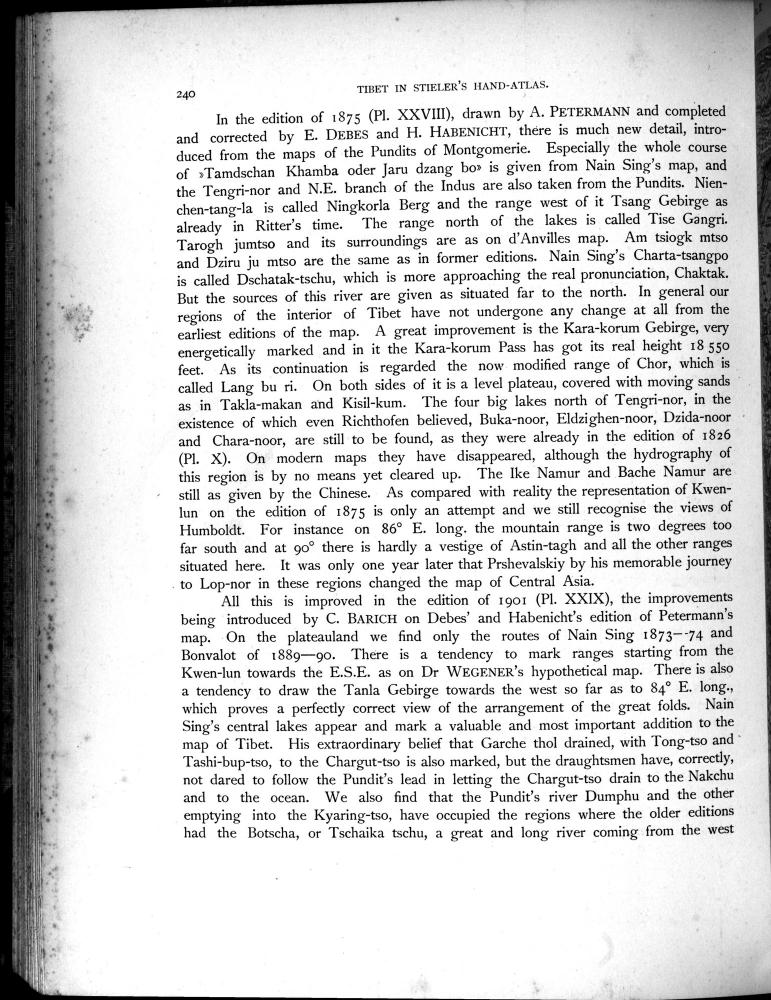 240
TIBET IN STIELER'S HAND-ATLAS.
In the edition of 1875 (Pl. XXVIII), drawn by A. PETERMANN and completed
and corrected by E. DEBES and H. HABENICHT, there is much new detail, intro-
duced from the maps of the Pundits of Montgomerie. Especially the whole course
of »Tamdschan Khamba oder Jaru dzang bo» is given from Nain Sing's map, and
the Tengri-nor and N.E. branch of the Indus are also taken from the Pundits. Nien-
chen-tang-la is called Ningkorla Berg and the range west of it Tsang Gebirge as
already in Ritter's time. The range north of the lakes is called Tise Gangri.
Tarogh jumtso and its surroundings are as on d'Anvilles map. Am tsiogk mtso
and Dziru ju mtso are the same as in former editions. Nain Sing's Charta-tsangpo
is called Dschatak-tschu, which is more approaching the real pronunciation, Chaktak.
But the sources of this river are given as situated far to the north. In general our
regions of the interior of Tibet have not undergone any change at all from the
earliest editions of the map. A great improvement is the Kara-korum Gebirge, very
energetically marked and in it the Kara-korum Pass has got its real height 18 550
feet. As its continuation is regarded the now modified range of Chor, which is
called Lang bu ri. On both sides of it is a level plateau, covered with moving sands
as in Takla-makan and Kisil-kum. The four big lakes north of Tengri-nor, in the
existence of which even Richthofen believed, Buka-noor, Eldzighen-noor, Dzida-noor
and Chara-noor, are still to be found, as they were already in the edition of 1826
(Pl. X). On modern maps they have disappeared, although the hydrography of
this region is by no means yet cleared up. The Ike Namur and Bache Namur are
still as given by the Chinese. As compared with reality the representation of Kwen-
lun on the edition of 1875 is only an attempt and we still recognise the views of
Humboldt. For instance on 86° E. long. the mountain range is two degrees too
far south and at 90° there is hardly a vestige of Astin-tagh and all the other ranges
situated here. It was only one year later that Prshevalskiy by his memorable journey
to Lop-nor in these regions changed the map of Central Asia.
All this is improved in the edition of 1901 (Pl. XXIX), the improvements
being introduced by C. BARICH on Debes' and Habenicht's edition of Petermann's
map. On the plateauland we find only the routes of Nain Sing 1873--74 and
Bonvalot of 1889—90. There is a tendency to mark ranges starting from the
Kwen-lun towards the E.S.E. as on Dr WEGENER's hypothetical map. There is also
a tendency to draw the Tanla Gebirge towards the west so far as to 84° E. long.,
which proves a perfectly correct view of the arrangement of the great folds. Nain
Sing's central lakes appear and mark a valuable and most important addition to the
map of Tibet. His extraordinary belief that Garche thol drained, with Tong-tso and
Tashi-bup-tso, to the Chargut-tso is also marked, but the draughtsmen have, correctly,
not dared to follow the Pundit's lead in letting the Chargut-tso drain to the Nakchu
and to the ocean. We also find that the Pundit's river Dumphu and the other
emptying into the Kyaring-tso, have occupied the regions where the older editions
had the Botscha, or Tschaika tschu, a great and long river coming from the west